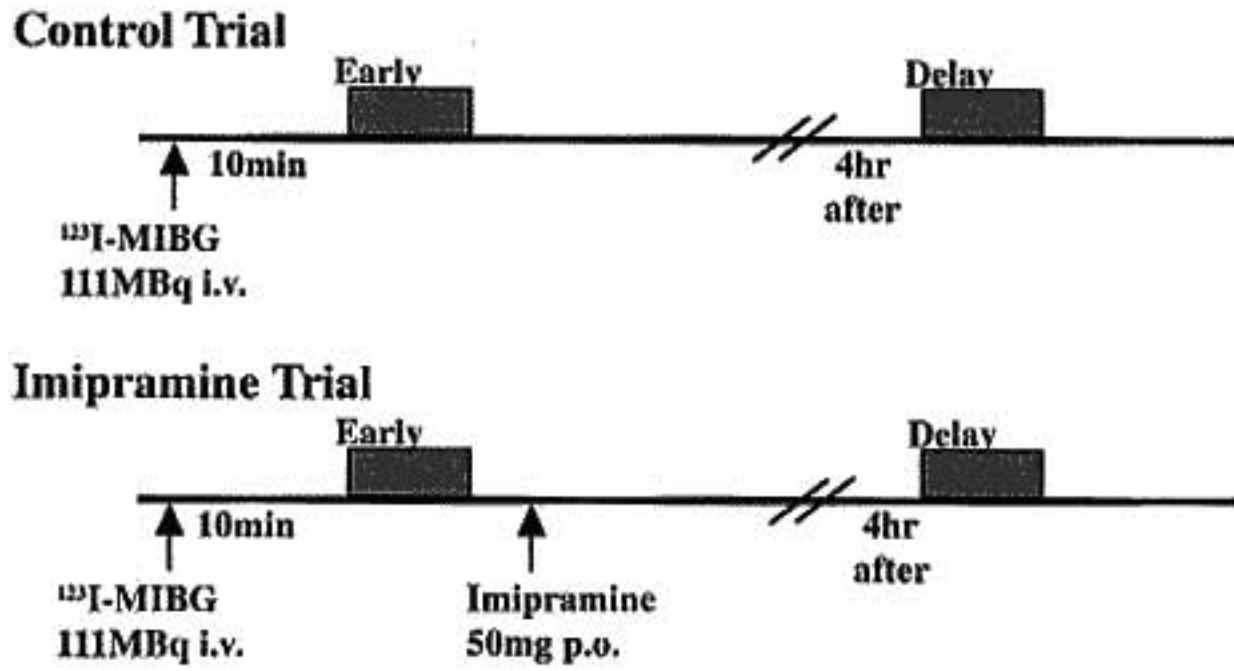 Control Trial
Early
Delay
10min
4hr
after
¹²³I-MIBG
111MBq i.v.
Imipramine Trial
Early
Delay
10min
4hr
after
¹²³I-MIBG
111MBq i.v.
Imipramine
50mg p.o.